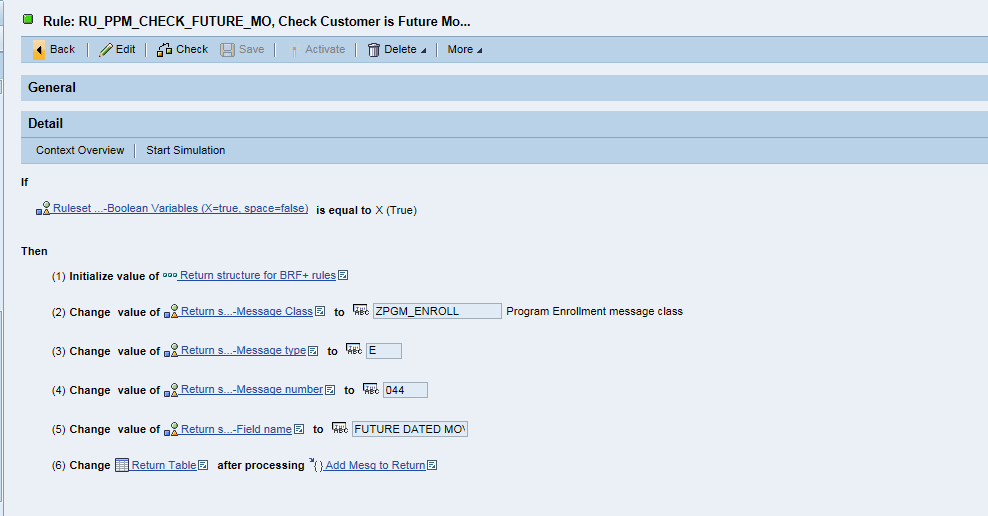 Rule: RU_PPM_CHECK_FUTURE_MO, Check Customer is Future Mo...
Back Edit Check Save Activate Delete More
General
Detail
Context Overview Start Simulation
If
Ruleset ...-Boolean Variables (X=true, space=false) is equal to X (True)
Then
(1) Initialize value of Return structure for BRF+ rules
(2) Change value of Return s...-Message Class to ZPGM_ENROLL Program Enrollment message class
(3) Change value of Return s...-Message type to E
(4) Change value of Return s...-Message number to 044
(5) Change value of Return s...-Field name to FUTURE DATED MOV
(6) Change Return Table after processing Add Mesg to Return